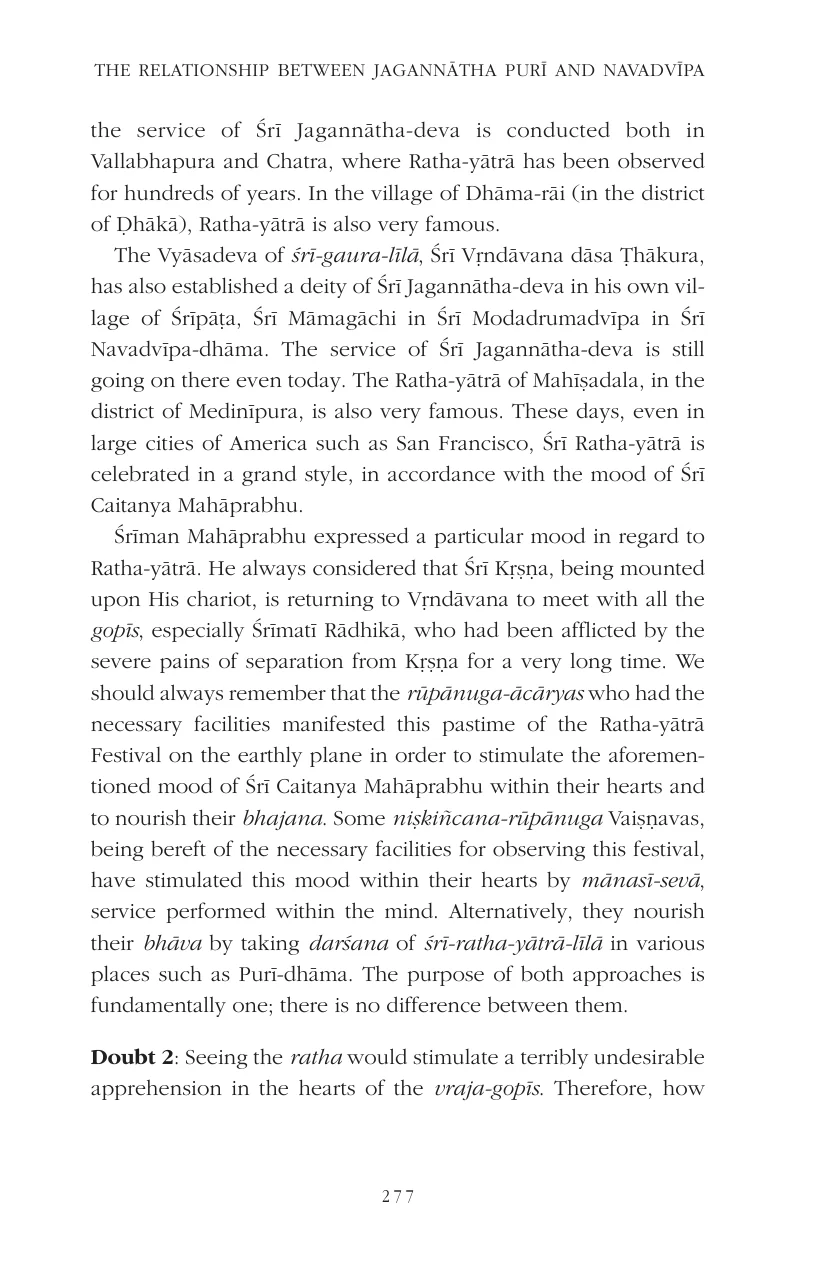 THE RELATIONSHIP BETWEEN JAGANNĀTHA PURĪ AND NAVADVĪPA
the service of Śrī Jagannātha-deva is conducted both in
Vallabhapura and Chatra, where Ratha-yātrā has been observed
for hundreds of years. In the village of Dhāma-rāi (in the district
of Ḍhākā), Ratha-yātrā is also very famous.
The Vyāsadeva of śrī-gaura-līlā, Śrī Vṛndāvana dāsa Ṭhākura,
has also established a deity of Śrī Jagannātha-deva in his own vil-
lage of Śrīpāṭa, Śrī Māmagāchi in Śrī Modadrumadvīpa in Śrī
Navadvīpa-dhāma. The service of Śrī Jagannātha-deva is still
going on there even today. The Ratha-yātrā of Mahīṣadala, in the
district of Medinīpura, is also very famous. These days, even in
large cities of America such as San Francisco, Śrī Ratha-yātrā is
celebrated in a grand style, in accordance with the mood of Śrī
Caitanya Mahāprabhu.
Śrīman Mahāprabhu expressed a particular mood in regard to
Ratha-yātrā. He always considered that Śrī Kṛṣṇa, being mounted
upon His chariot, is returning to Vṛndāvana to meet with all the
gopīs, especially Śrīmatī Rādhikā, who had been afflicted by the
severe pains of separation from Kṛṣṇa for a very long time. We
should always remember that the rūpānuga-ācāryas who had the
necessary facilities manifested this pastime of the Ratha-yātrā
Festival on the earthly plane in order to stimulate the aforemen-
tioned mood of Śrī Caitanya Mahāprabhu within their hearts and
to nourish their bhajana. Some niṣkiñcana-rūpānuga Vaiṣṇavas,
being bereft of the necessary facilities for observing this festival,
have stimulated this mood within their hearts by mānasī-sevā,
service performed within the mind. Alternatively, they nourish
their bhāva by taking darśana of śrī-ratha-yātrā-līlā in various
places such as Purī-dhāma. The purpose of both approaches is
fundamentally one; there is no difference between them.
Doubt 2: Seeing the ratha would stimulate a terribly undesirable
apprehension in the hearts of the vraja-gopīs. Therefore, how
277